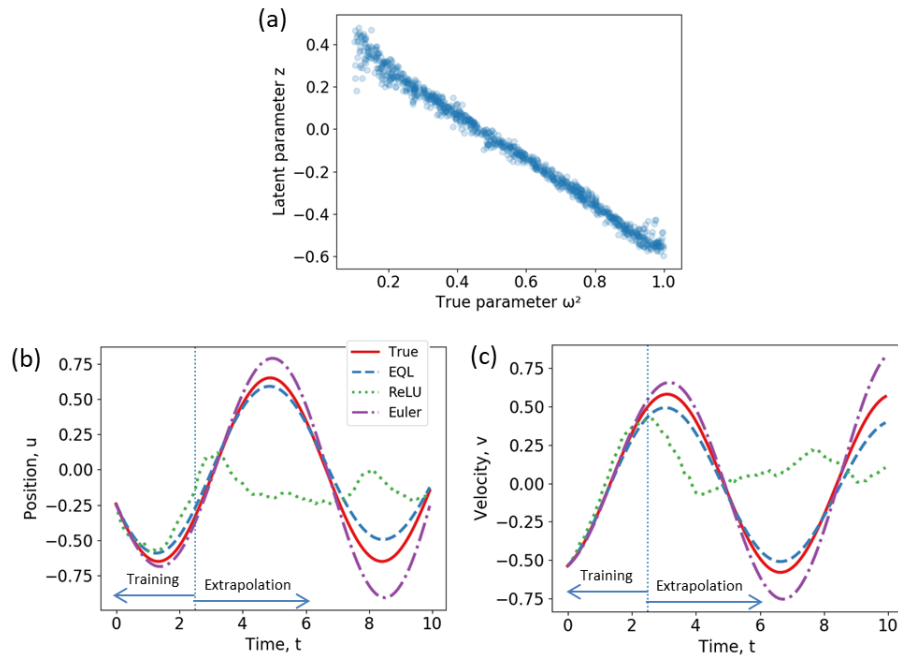 (a)
0.4
0.2
0.0
−0.2
−0.4
−0.6
Latent parameter z
0.2 0.4 0.6 0.8 1.0
True parameter ω²
(b)
0.75
0.50
0.25
0.00
−0.25
−0.50
−0.75
Position, u
True
EQL
ReLU
Euler
Training
Extrapolation
0 2 4 6 8 10
Time, t
(c)
0.75
0.50
0.25
0.00
−0.25
−0.50
−0.75
Velocity, v
Training
Extrapolation
0 2 4 6 8 10
Time, t